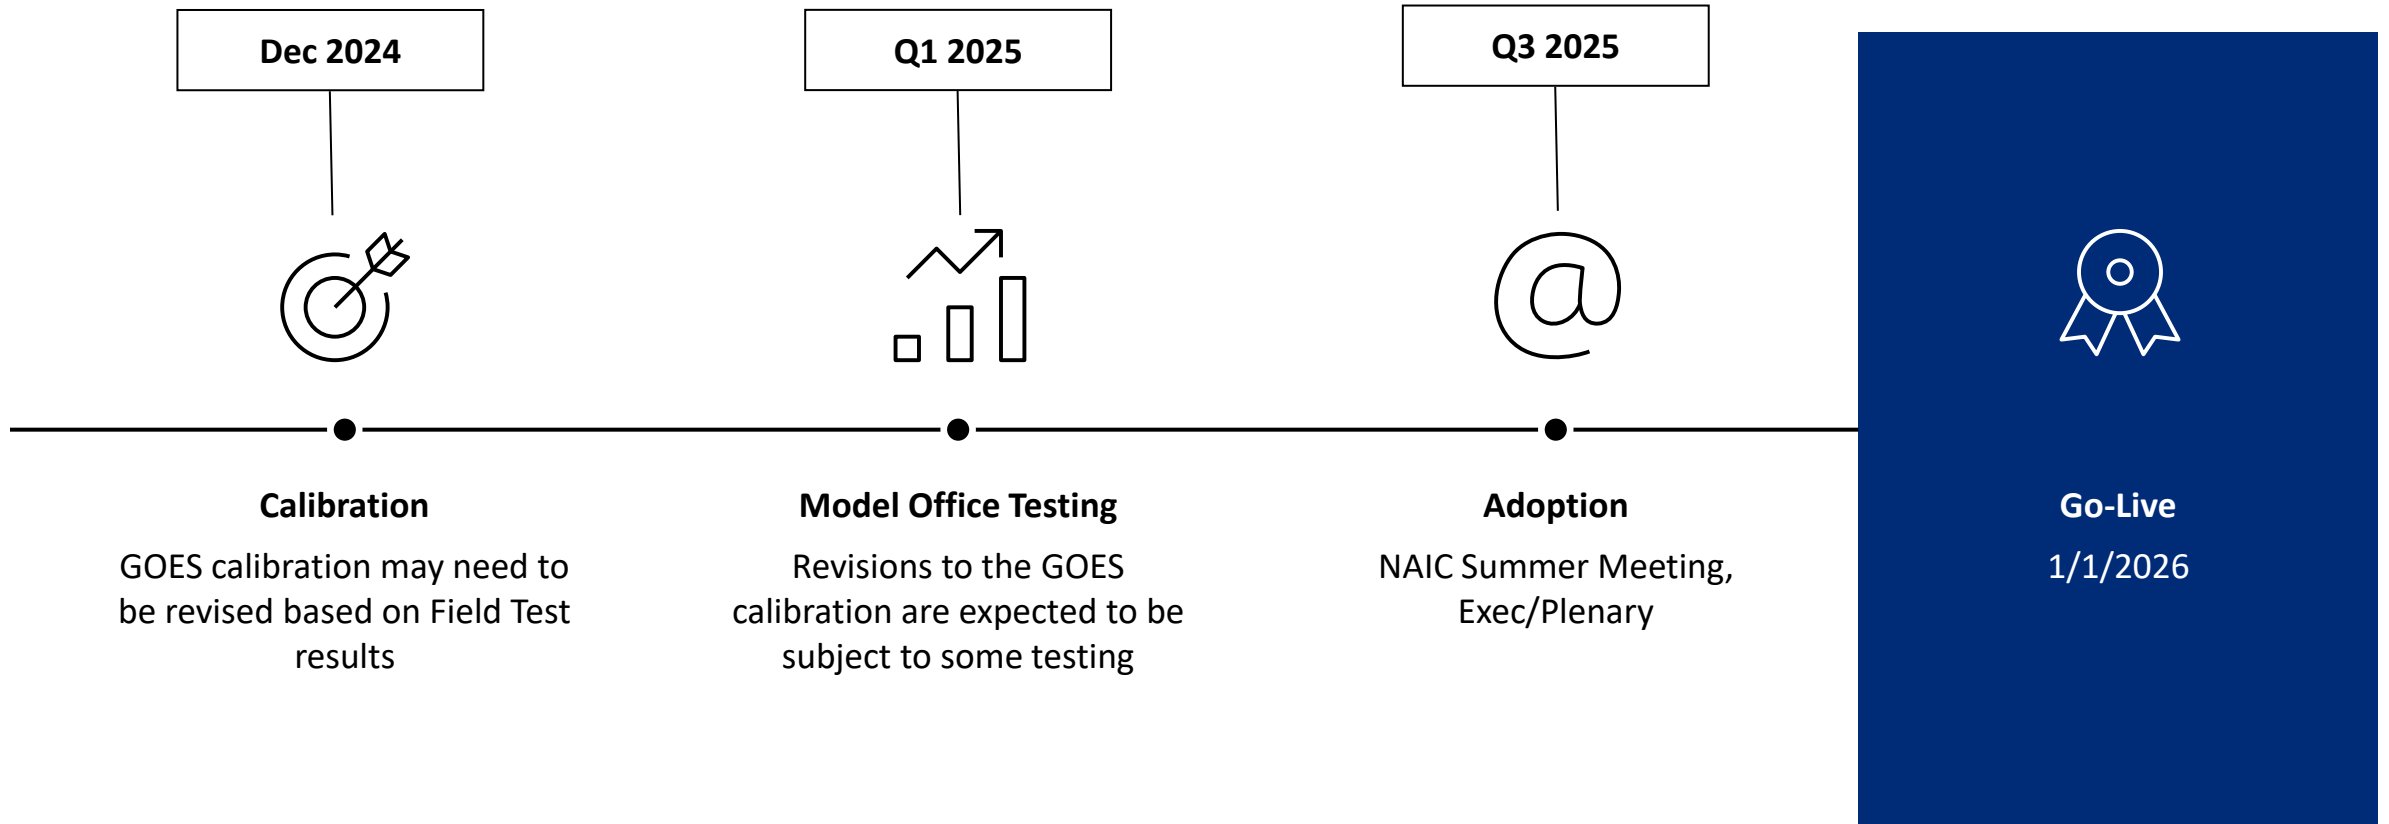 Dec 2024
Q1 2025
Q3 2025
Calibration
GOES calibration may need to
be revised based on Field Test
results
Model Office Testing
Revisions to the GOES
calibration are expected to be
subject to some testing
Adoption
NAIC Summer Meeting,
Exec/Plenary
Go-Live
1/1/2026